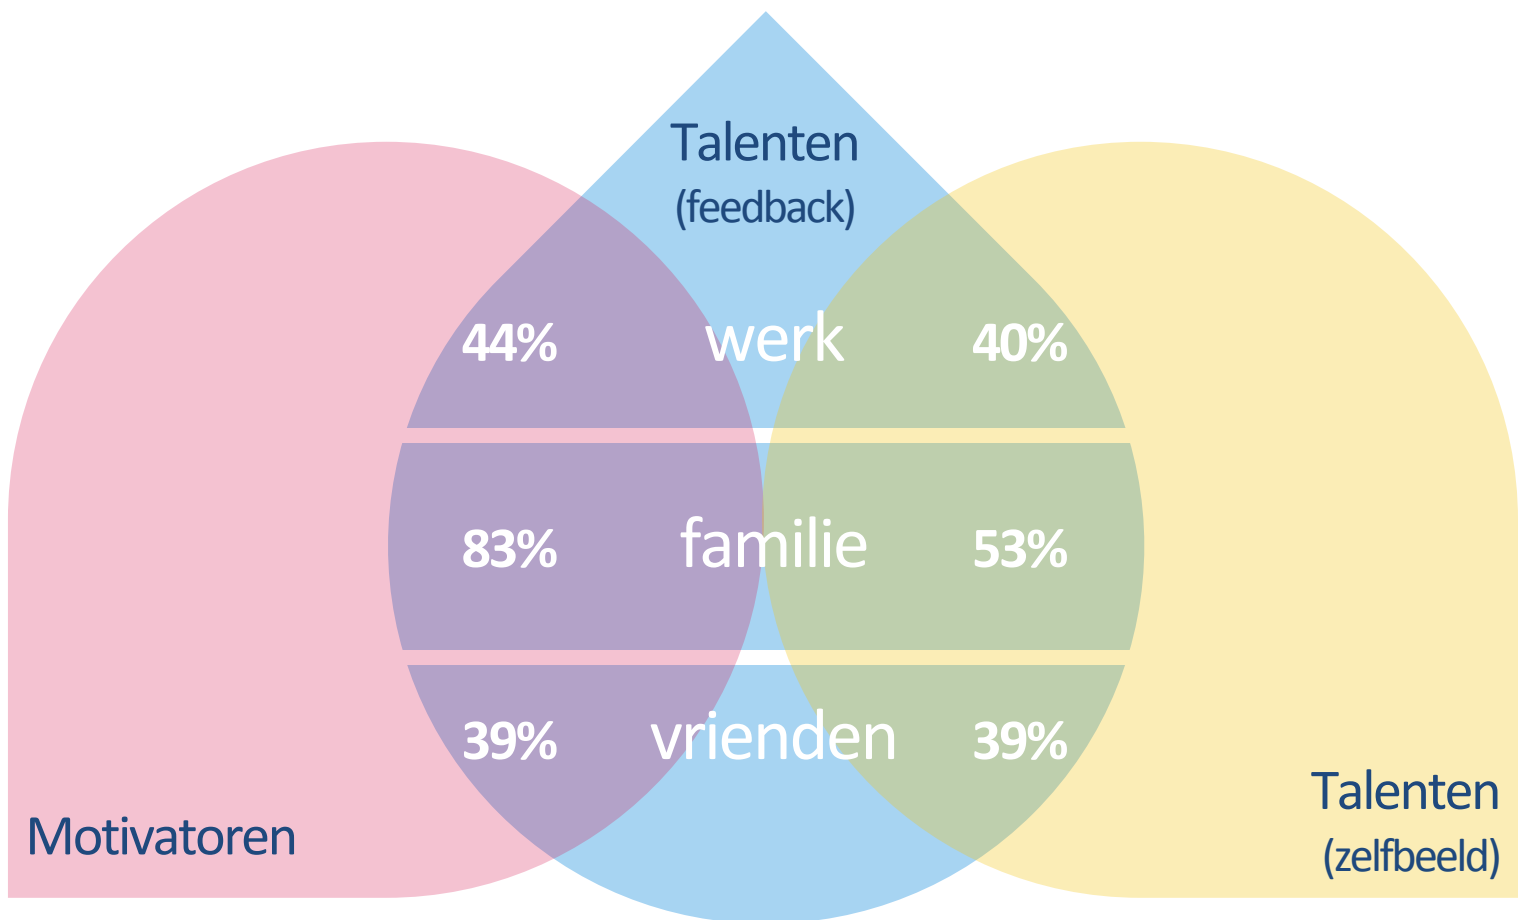 Talenten
(feedback)
44% werk 40%
83% familie 53%
39% vrienden 39%
Motivatoren
Talenten
(zelfbeeld)